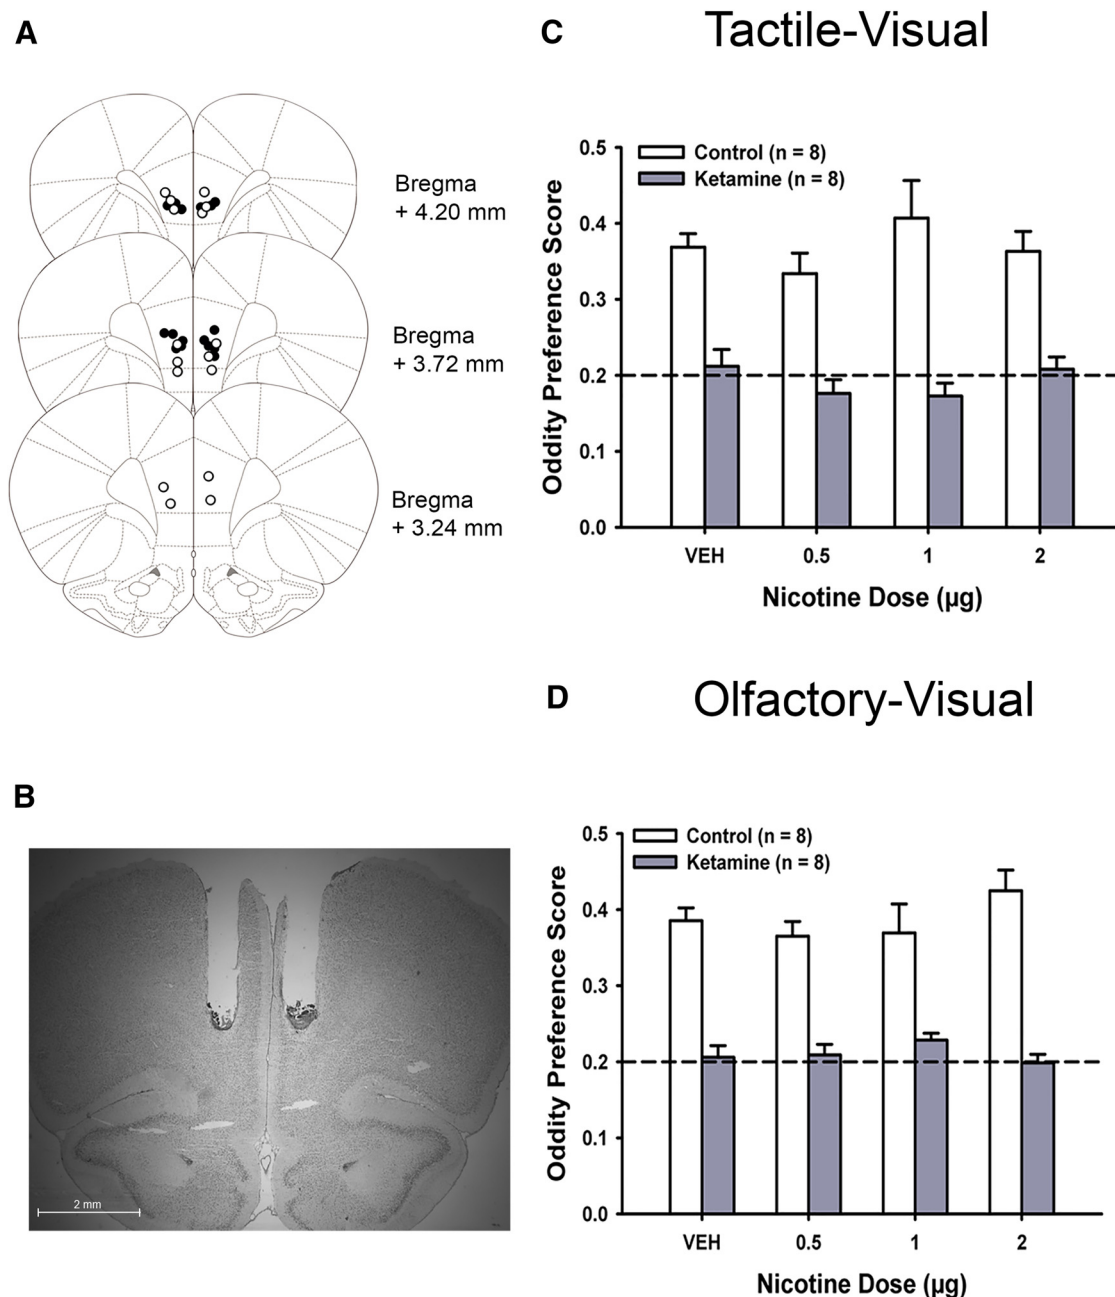 A
Bregma
+ 4.20 mm
Bregma
+ 3.72 mm
Bregma
+ 3.24 mm
B
2 mm
C
Tactile-Visual
0.5
0.4
0.3
0.2
0.1
0.0
Oddity Preference Score
Control (n = 8)
Ketamine (n = 8)
VEH
0.5
1
2
Nicotine Dose (µg)
D
Olfactory-Visual
0.5
0.4
0.3
0.2
0.1
0.0
Oddity Preference Score
Control (n = 8)
Ketamine (n = 8)
VEH
0.5
1
2
Nicotine Dose (µg)